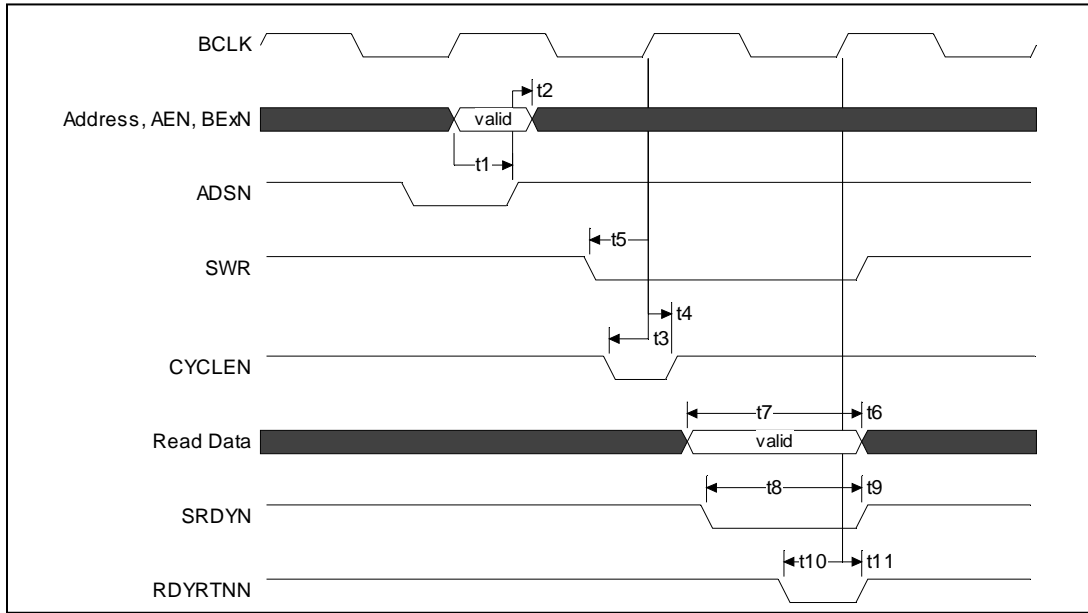 BCLK
t2
Address, AEN, BExN
valid
t1
ADSN
t5
SWR
t4
t3
CYCLEN
t7
t6
Read Data
valid
t8
t9
SRDYN
t10
t11
RDYRTNN